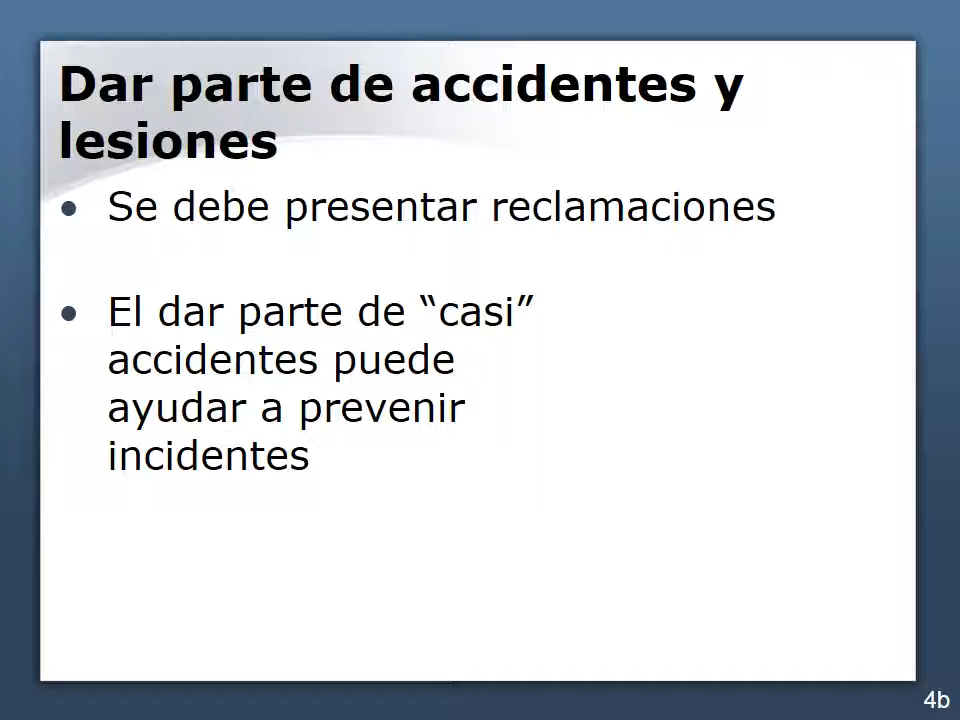 Dar parte de accidentes y
lesiones
• Se debe presentar reclamaciones
• El dar parte de “casi”
accidentes puede
ayudar a prevenir
incidentes
4b